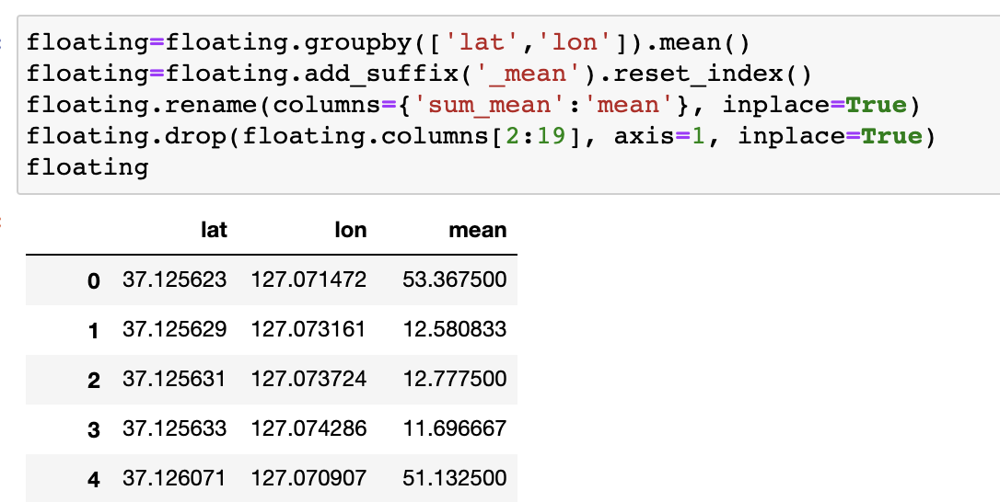 floating=floating.groupby(['lat','lon']).mean()
floating=floating.add_suffix('_mean').reset_index()
floating.rename(columns={'sum_mean':'mean'}, inplace=True)
floating.drop(floating.columns[2:19], axis=1, inplace=True)
floating
lat lon mean
0 37.125623 127.071472 53.367500
1 37.125629 127.073161 12.580833
2 37.125631 127.073724 12.777500
3 37.125633 127.074286 11.696667
4 37.126071 127.070907 51.132500